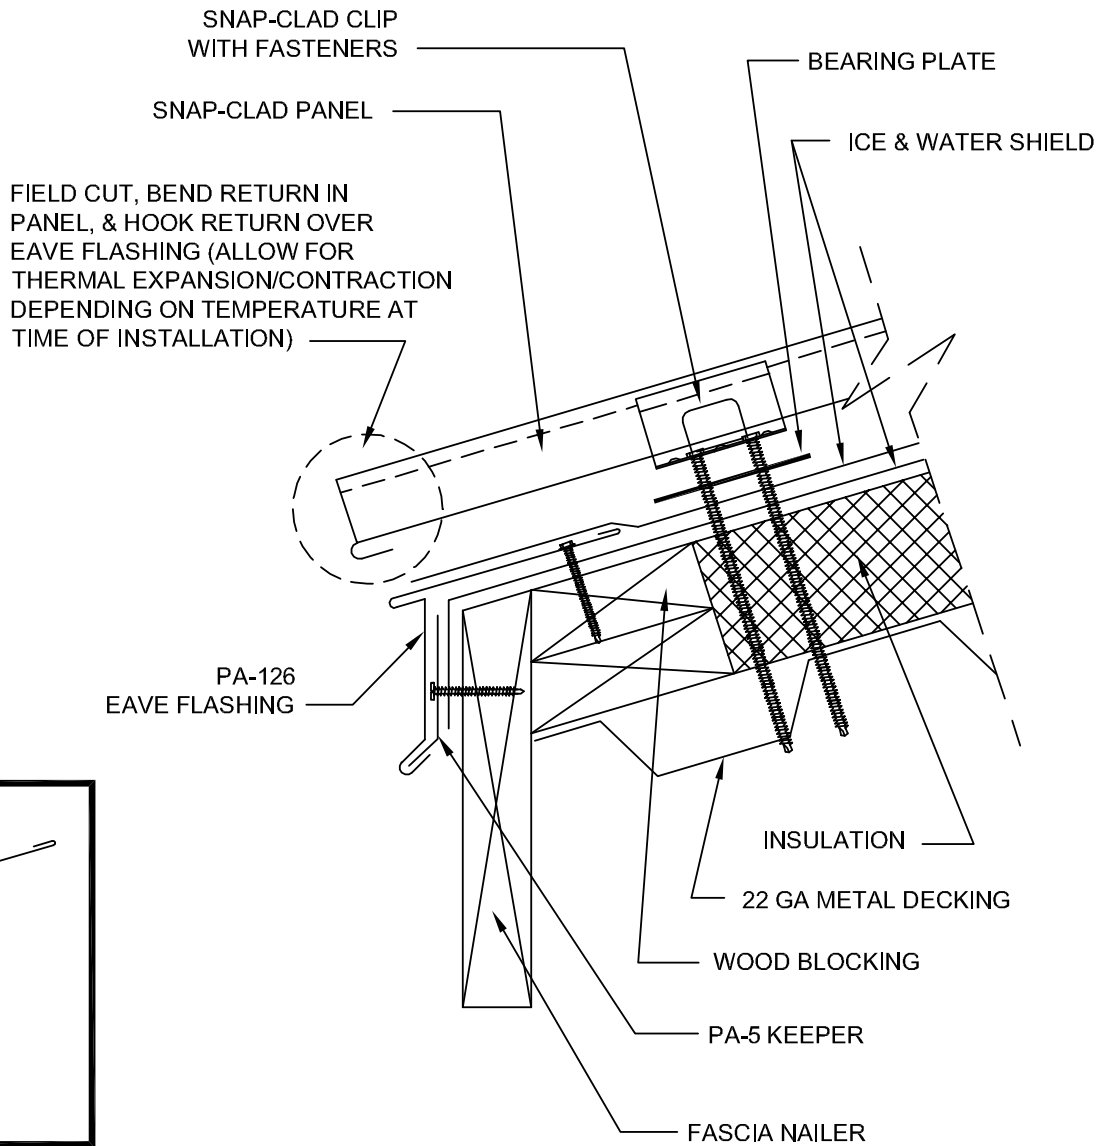 SNAP-CLAD CLIP
WITH FASTENERS
BEARING PLATE
SNAP-CLAD PANEL
ICE & WATER SHIELD
FIELD CUT, BEND RETURN IN
PANEL, & HOOK RETURN OVER
EAVE FLASHING (ALLOW FOR
THERMAL EXPANSION/CONTRACTION
DEPENDING ON TEMPERATURE AT
TIME OF INSTALLATION)
PA-126
EAVE FLASHING
INSULATION
22 GA METAL DECKING
WOOD BLOCKING
PA-5 KEEPER
FASCIA NAILER